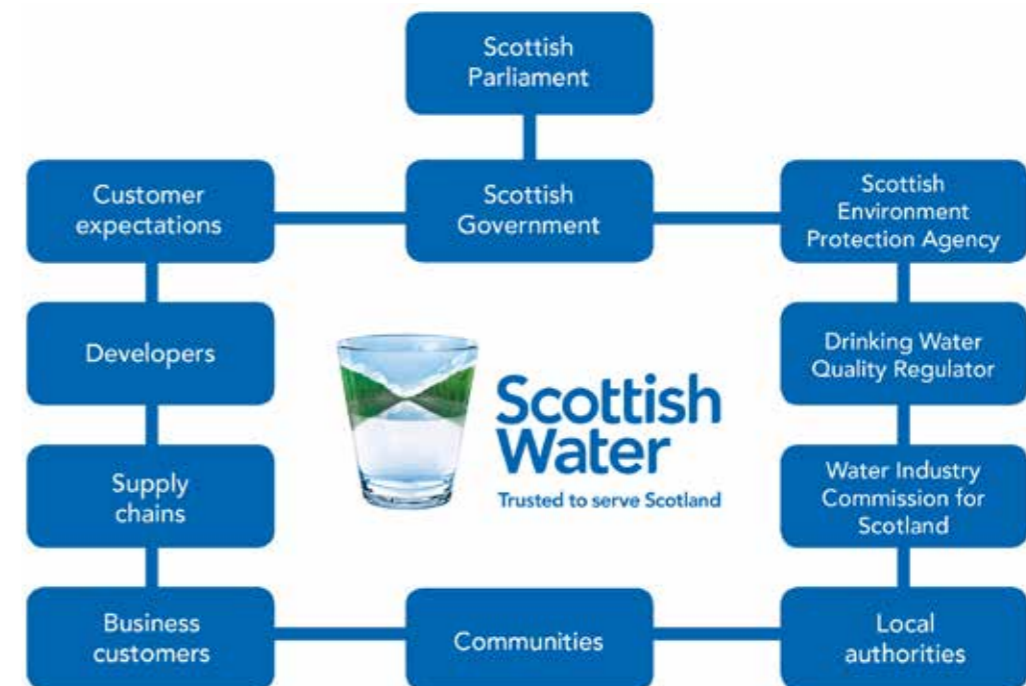 Scottish
Parliament
Customer
expectations
Scottish
Government
Scottish
Environment
Protection Agency
Developers
Drinking Water
Quality Regulator
Scottish
Water
Trusted to serve Scotland
Supply
chains
Water Industry
Commission for
Scotland
Business
customers
Communities
Local
authorities